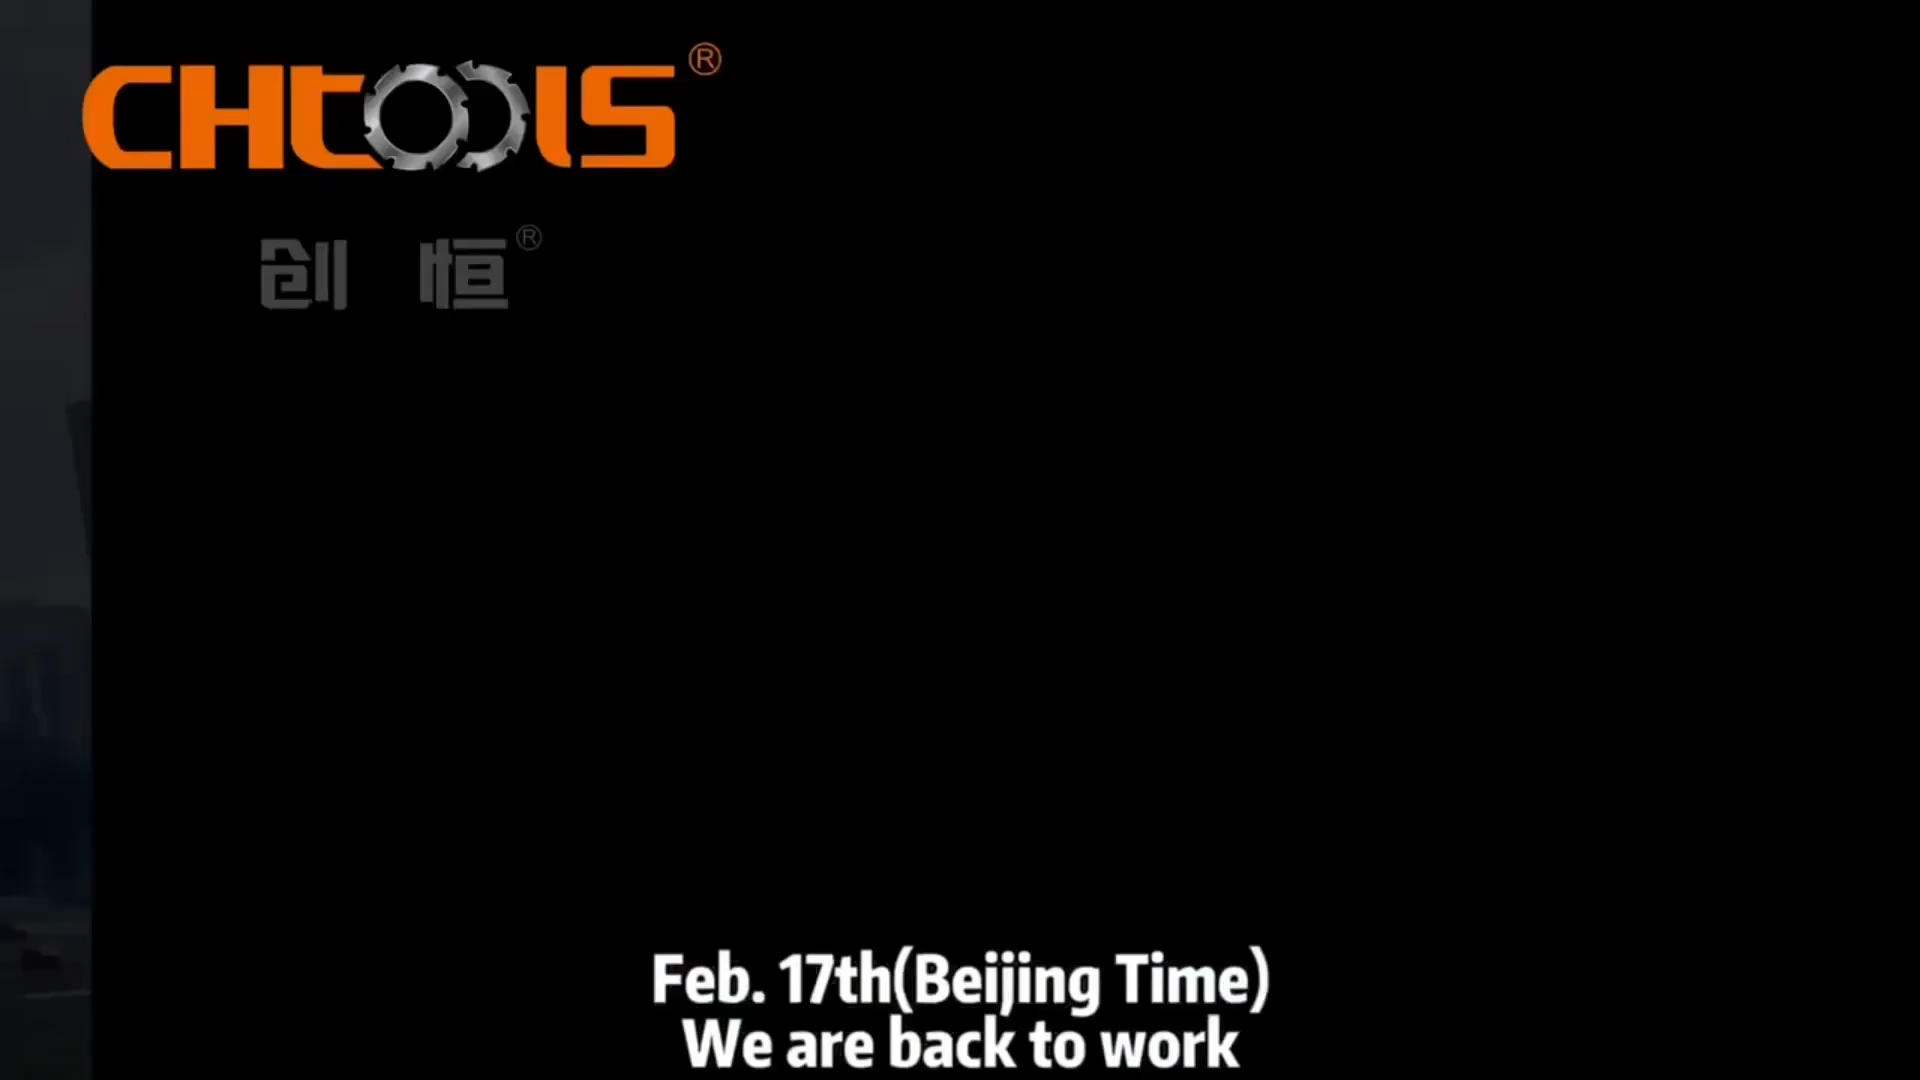 CHtools®
创恒®
Feb. 17th(Beijing Time)
We are back to work